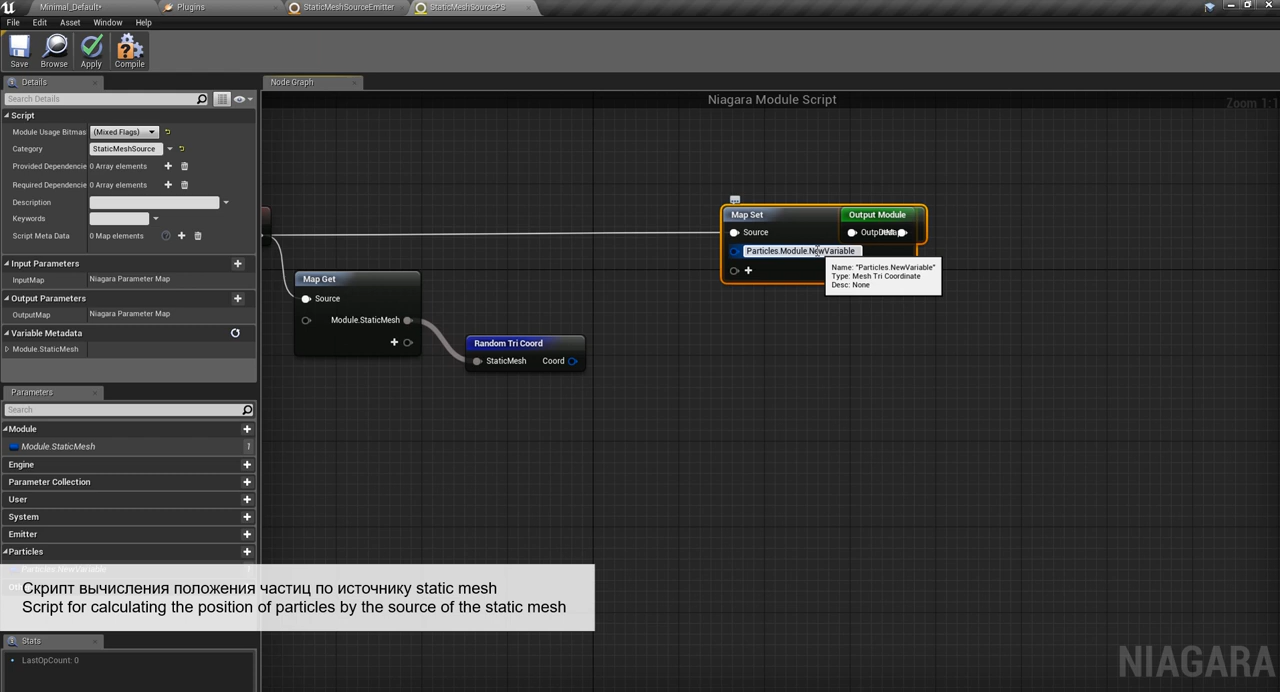 Minimal_Default*
Plugins
StaticMeshSourceEmitter
StaticMeshSourcePS
File Edit Asset Window Help
Save Browse Apply Compile
Details
Node Graph
Search Details
Niagara Module Script
Zoom 1:1
Script
Module Usage Bitmas (Mixed Flags)
Category StaticMeshSource
Provided Dependencie 0 Array elements
Required Dependencie 0 Array elements
Description
Keywords
Script Meta Data 0 Map elements
Input Parameters
InputMap Niagara Parameter Map
Output Parameters
OutputMap Niagara Parameter Map
Variable Metadata
Module.StaticMesh
Map Get
Source
Module.StaticMesh
Random Tri Coord
StaticMesh Coord
Map Set
Source
Particles.Module.NewVariable
Output Module
Name: "Particles.NewVariable"
Type: Mesh Tri Coordinate
Desc: None
Parameters
Search
Module
Module.StaticMesh 1
Engine
Parameter Collection
User
System
Emitter
Particles
Скрипт вычисления положения частиц по источнику static mesh
Script for calculating the position of particles by the source of the static mesh
Stats
LastOpCount: 0
NIAGARA